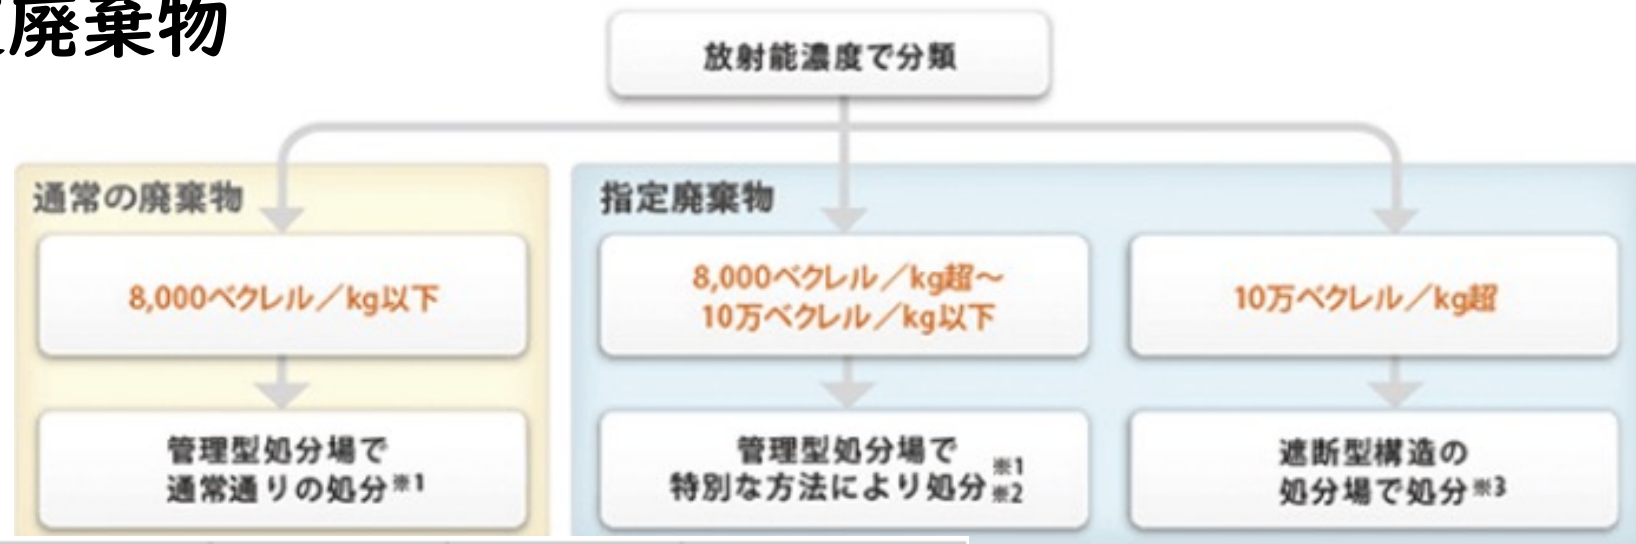 廃棄物
放射能濃度で分類
通常の廃棄物
8,000ベクレル／kg以下
管理型処分場で
通常通りの処分※1
指定廃棄物
8,000ベクレル／kg超～
10万ベクレル／kg以下
管理型処分場で
特別な方法により処分※1
※2
10万ベクレル／kg超
遮断型構造の
処分場で処分※3